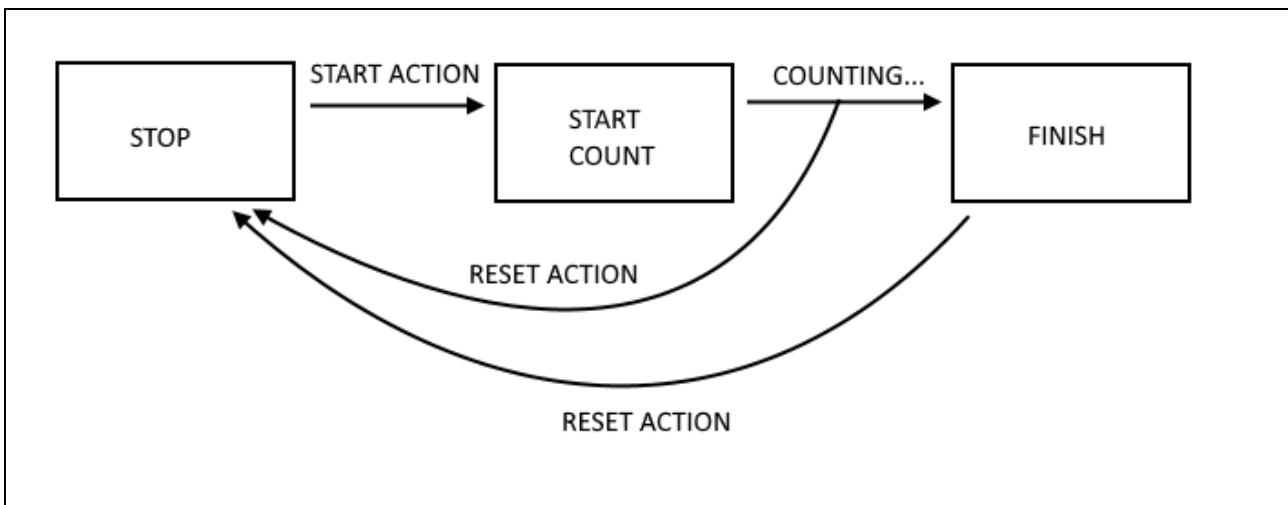 START ACTION
COUNTING...
STOP
START
COUNT
FINISH
RESET ACTION
RESET ACTION